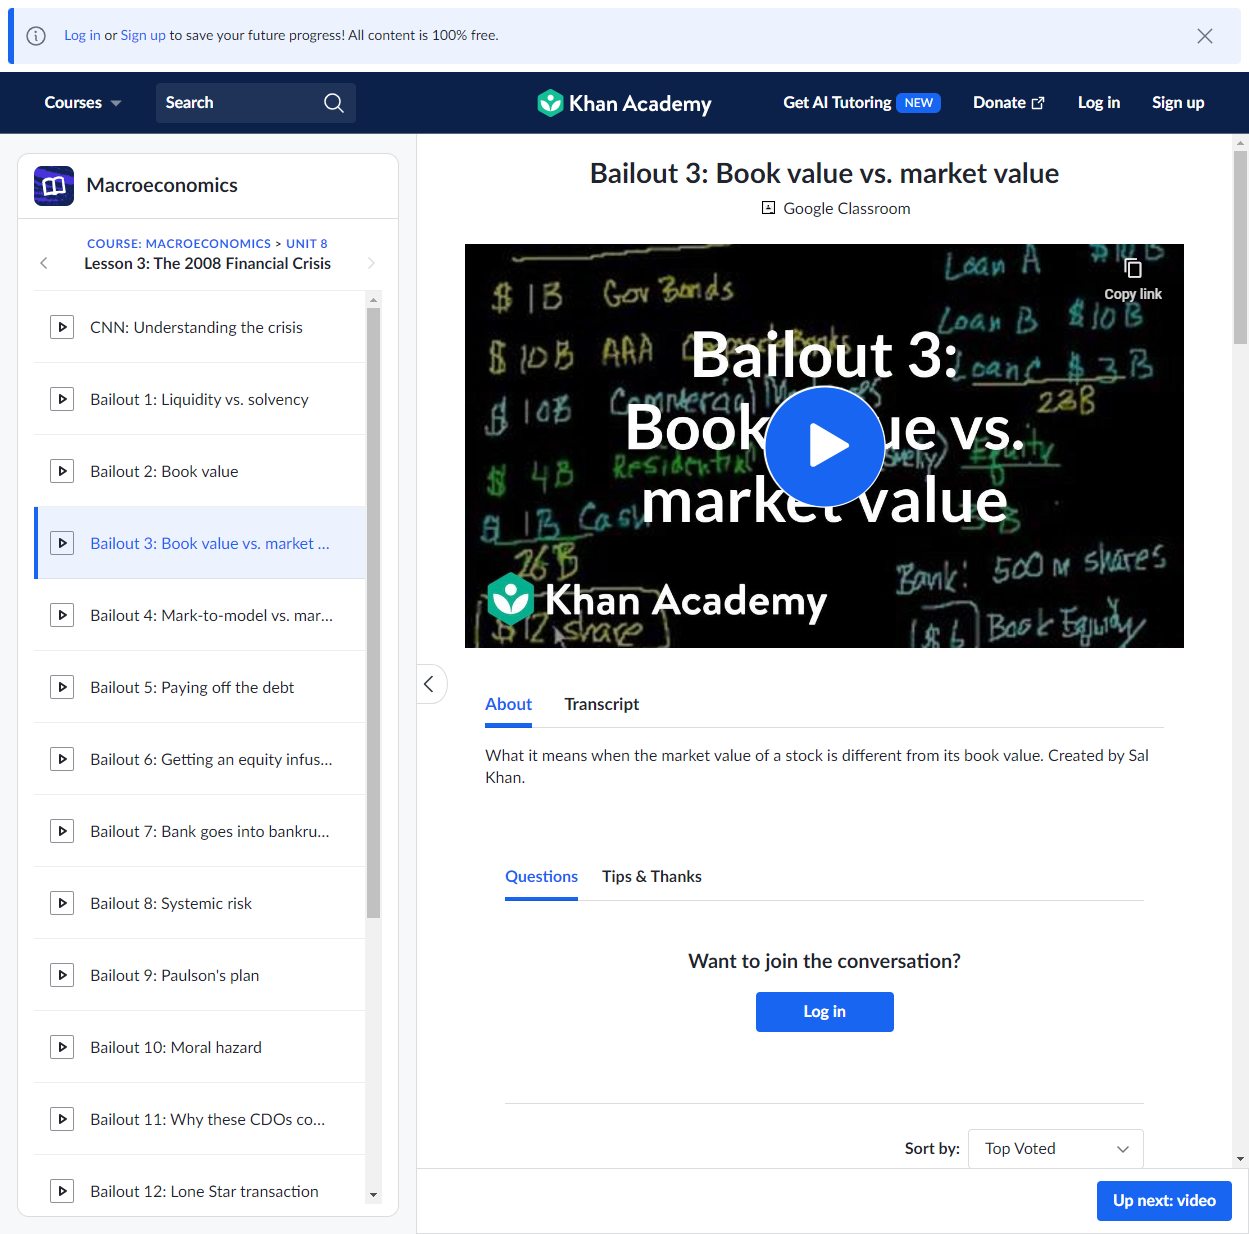 Log in or Sign up to save your future progress! All content is 100% free.
Courses
Search
Khan Academy
Get AI Tutoring NEW
Donate
Log in
Sign up
Macroeconomics
COURSE: MACROECONOMICS > UNIT 8
Lesson 3: The 2008 Financial Crisis
CNN: Understanding the crisis
Bailout 1: Liquidity vs. solvency
Bailout 2: Book value
Bailout 3: Book value vs. market ...
Bailout 4: Mark-to-model vs. mar...
Bailout 5: Paying off the debt
Bailout 6: Getting an equity infus...
Bailout 7: Bank goes into bankru...
Bailout 8: Systemic risk
Bailout 9: Paulson's plan
Bailout 10: Moral hazard
Bailout 11: Why these CDOs co...
Bailout 12: Lone Star transaction
Bailout 3: Book value vs. market value
Google Classroom
Copy link
$ 1B Gov Bonds
Loan A $10B
$ 10B AAA
Loan B $10B
Loan C $3B
$ 10B Commercial
23B
$ 4B Residential
Equity
$ 1B Cash
3B
26B
Bank: 500 M shares
$12 share
$6 Book Equity
Bailout 3:
Book value vs.
market value
Khan Academy
About
Transcript
What it means when the market value of a stock is different from its book value. Created by Sal
Khan.
Questions
Tips & Thanks
Want to join the conversation?
Log in
Sort by:
Top Voted
Up next: video